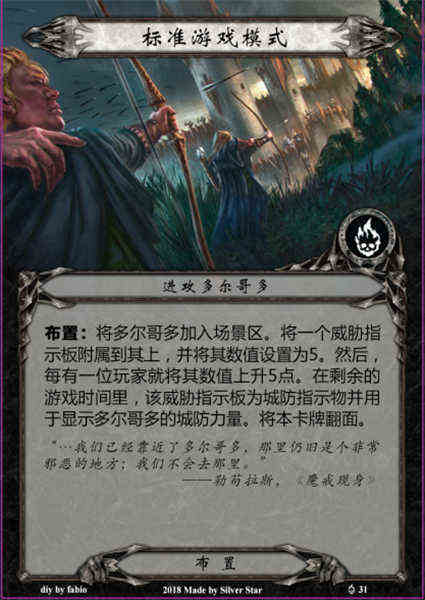 标准游戏模式
进攻多尔哥多
布置：将多尔哥多加入场景区。将一个威胁指
示板附属到其上，并将其数值设置为5。然后，
每有一位玩家就将其数值上升5点。在剩余的
游戏时间里，该威胁指示板为城防指示物并用
于显示多尔哥多的城防力量。将本卡牌翻面。
“…我们已经靠近了多尔哥多，那里仍旧是个非常
邪恶的地方；我们不会去那里。”
——勒苟拉斯，《魔戒现身》
布置
diy by fabio 2018 Made by Silver Star 31